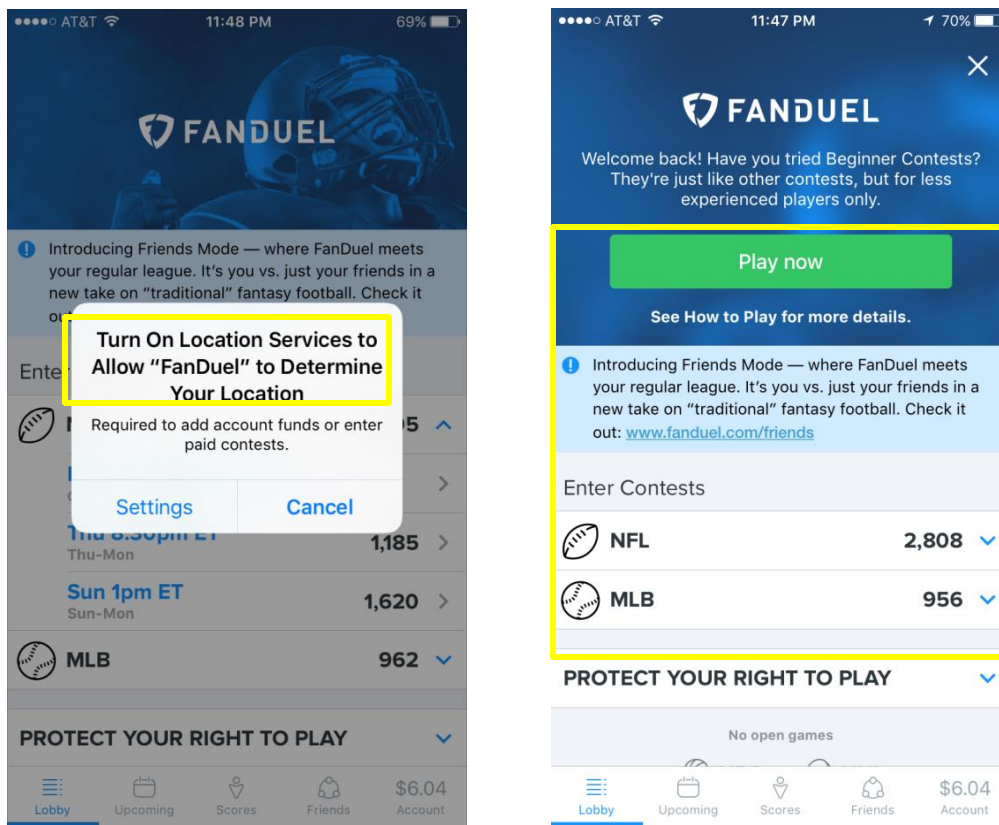 AT&T 11:48 PM 69%
FANDUEL
Introducing Friends Mode — where FanDuel meets
your regular league. It's you vs. just your friends in a
new take on “traditional” fantasy football. Check it
Turn On Location Services to
Allow “FanDuel” to Determine
Your Location
Required to add account funds or enter
paid contests.
Settings Cancel
Thu 8:30pm ET
Thu-Mon
1,185
Sun 1pm ET
Sun-Mon
1,620
MLB 962
PROTECT YOUR RIGHT TO PLAY
Lobby Upcoming Scores Friends $6.04 Account
AT&T 11:47 PM 70%
FANDUEL
Welcome back! Have you tried Beginner Contests?
They're just like other contests, but for less
experienced players only.
Play now
See How to Play for more details.
Introducing Friends Mode — where FanDuel meets
your regular league. It's you vs. just your friends in a
new take on “traditional” fantasy football. Check it
out: www.fanduel.com/friends
Enter Contests
NFL 2,808
MLB 956
PROTECT YOUR RIGHT TO PLAY
No open games
Lobby Upcoming Scores Friends $6.04 Account